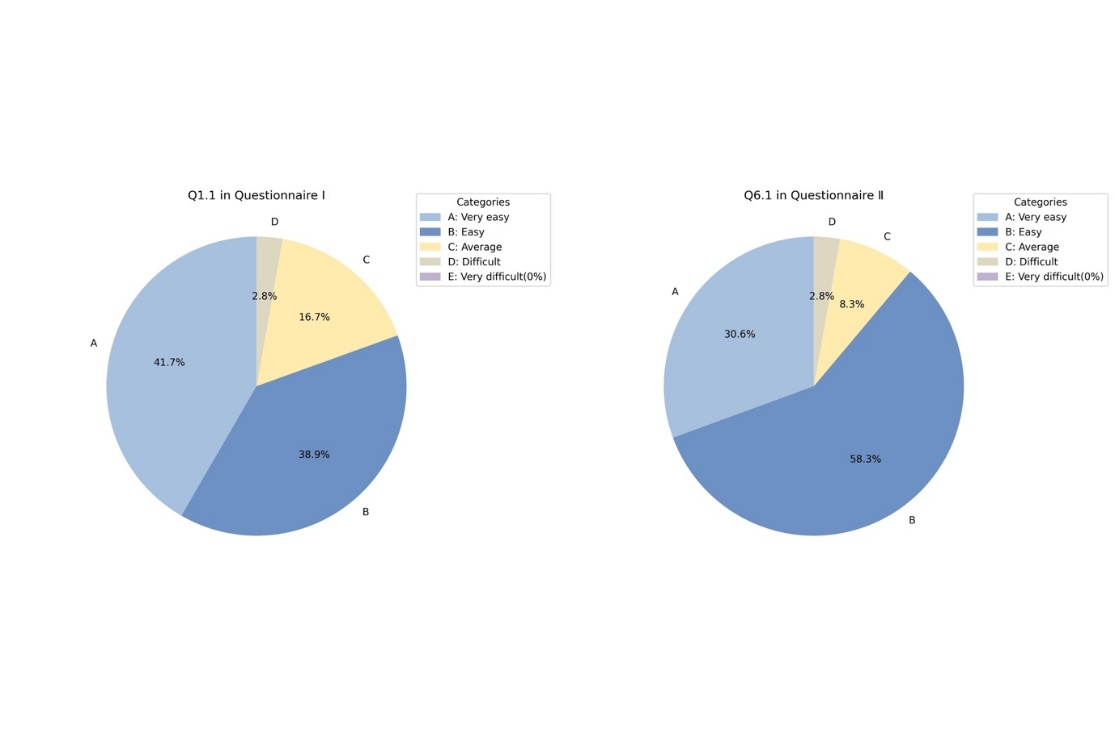 Q1.1 in Questionnaire Ⅰ
Categories
A: Very easy
B: Easy
C: Average
D: Difficult
E: Very difficult(0%)
D
C
A
B
2.8%
16.7%
41.7%
38.9%
Q6.1 in Questionnaire Ⅱ
Categories
A: Very easy
B: Easy
C: Average
D: Difficult
E: Very difficult(0%)
D
C
A
B
2.8%
8.3%
30.6%
58.3%